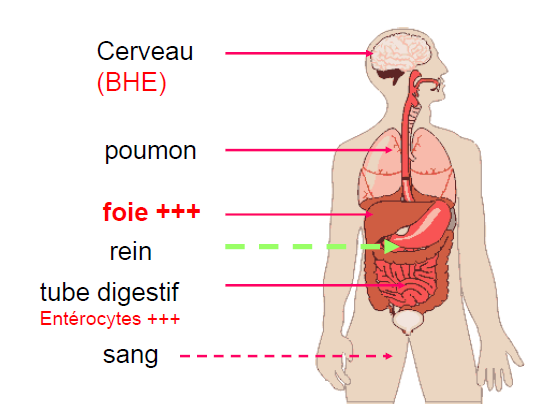 Cerveau
(BHE)
poumon
foie +++
rein
tube digestif
Entérocytes +++
sang